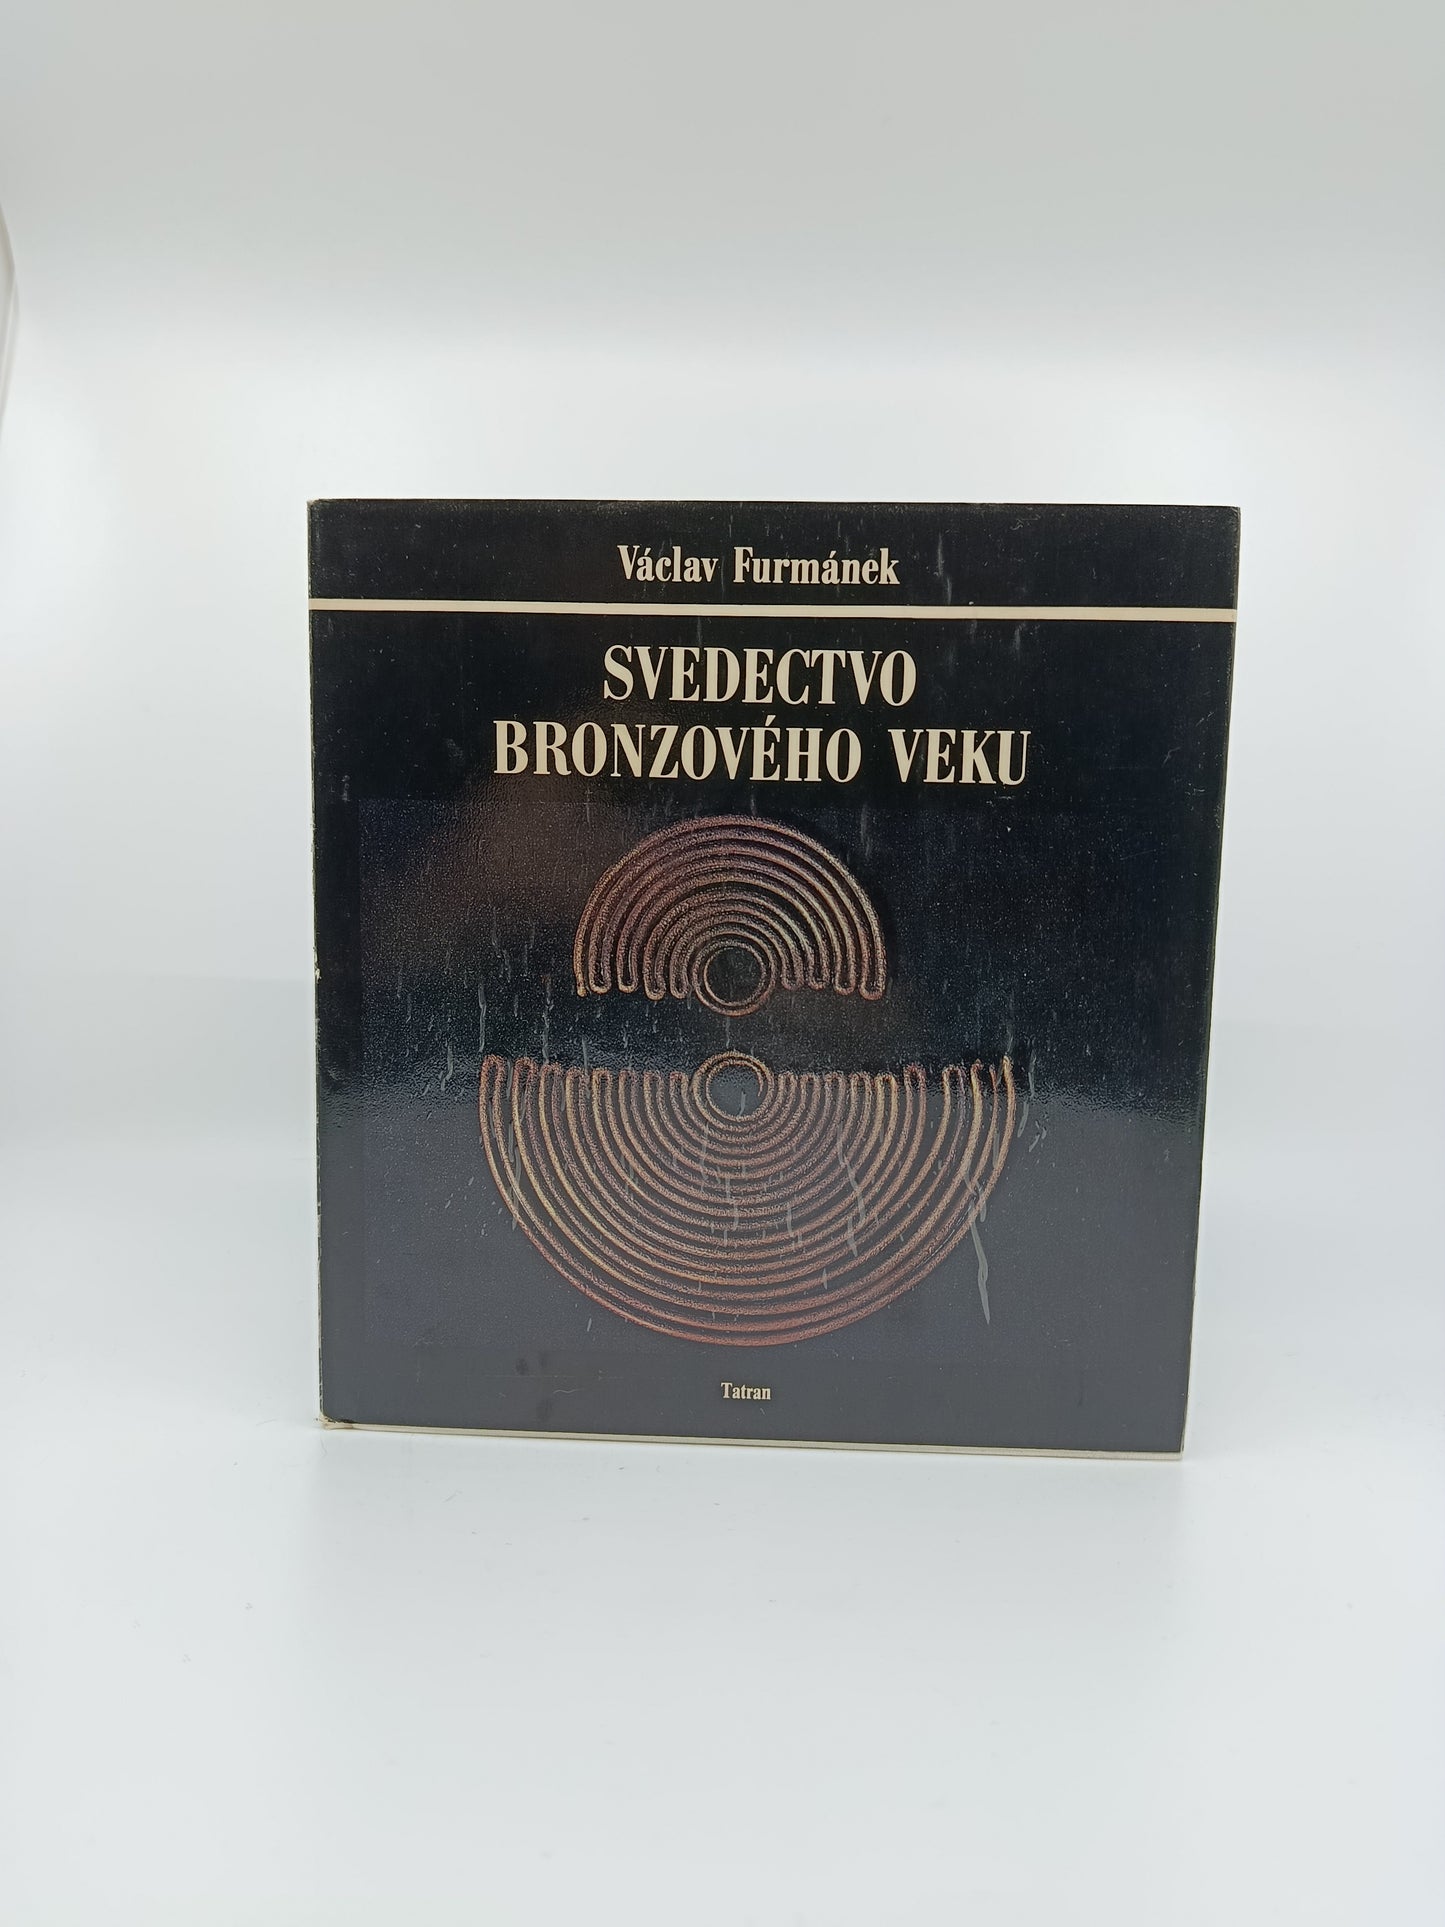 Václav Furmánek
SVEDECTVO
BRONZOVÉHO VEKU
Tatran